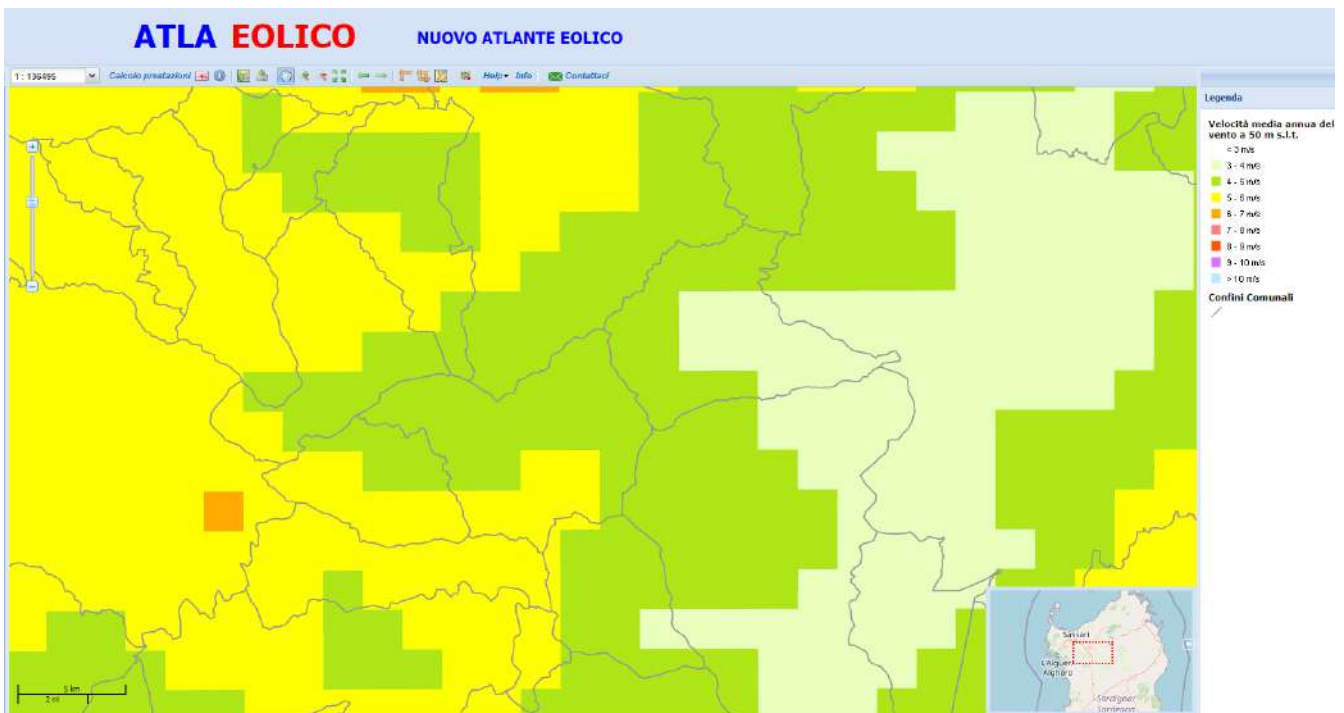 ATLA EOLICO
NUOVO ATLANTE EOLICO
1 : 136495
Calcolo prestazioni
Help
Info
Contattaci
Legenda
Velocità media annua del
vento a 50 m s.l.t.
< 3 m/s
3 - 4 m/s
4 - 5 m/s
5 - 6 m/s
6 - 7 m/s
7 - 8 m/s
8 - 9 m/s
9 - 10 m/s
> 10 m/s
Confini Comunali
5 km
2 mi
Sassari
Alghero